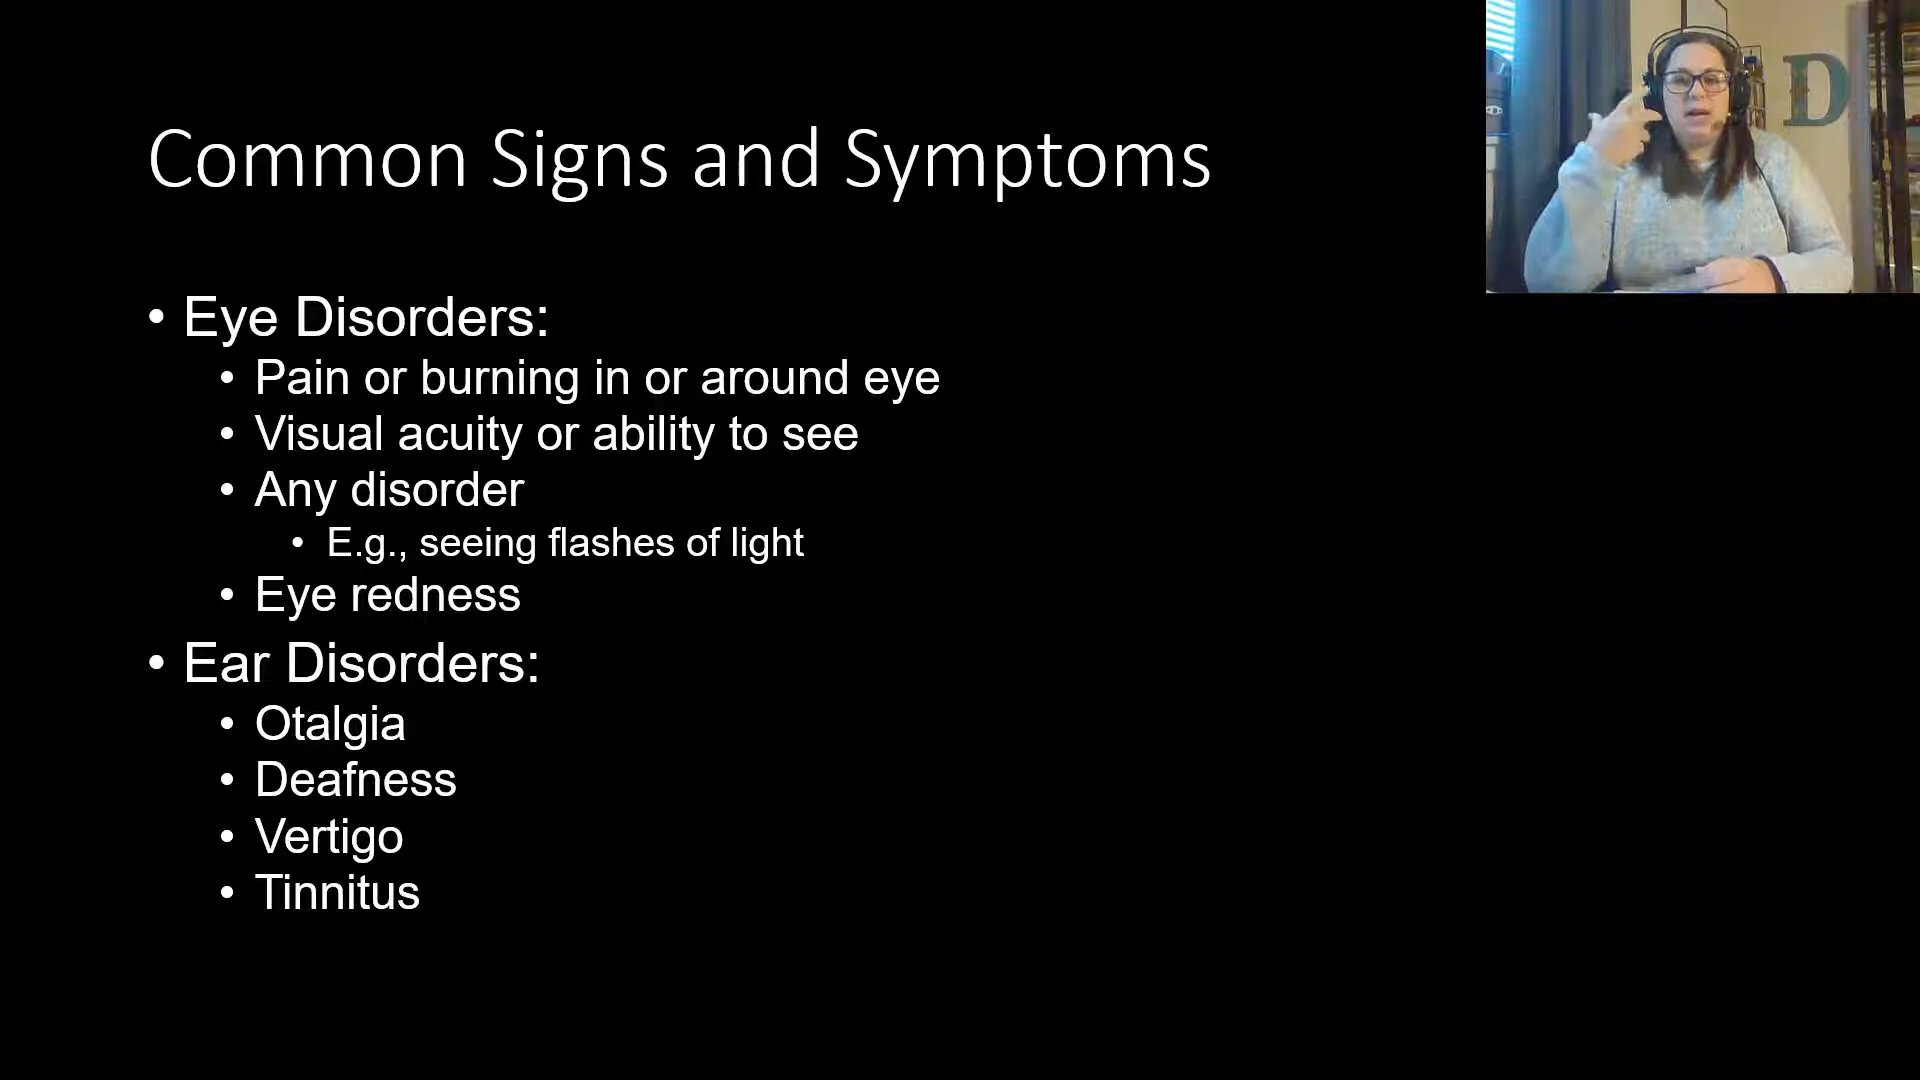 Common Signs and Symptoms
• Eye Disorders:
• Pain or burning in or around eye
• Visual acuity or ability to see
• Any disorder
• E.g., seeing flashes of light
• Eye redness
• Ear Disorders:
• Otalgia
• Deafness
• Vertigo
• Tinnitus
D